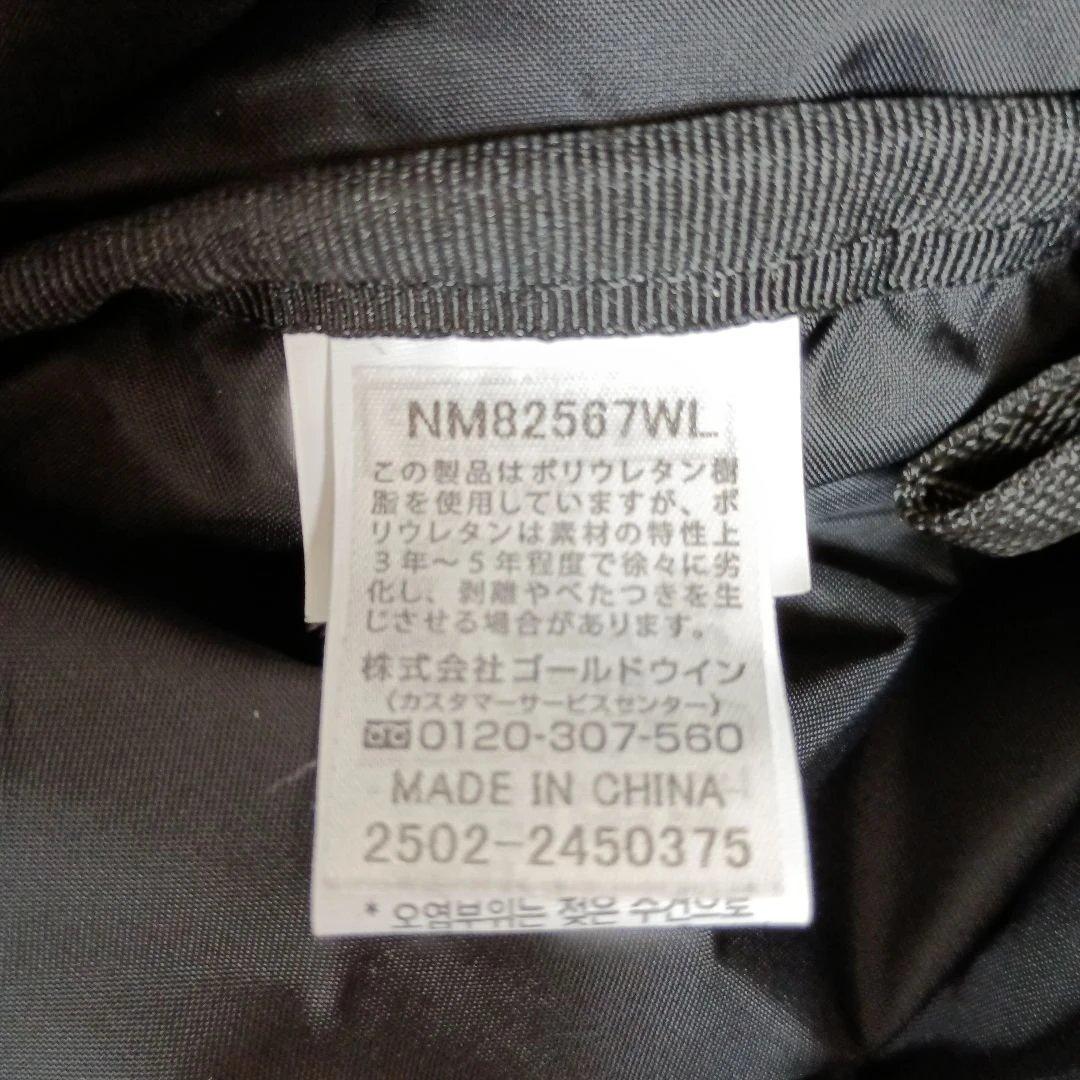 NM82567WL
この製品はポリウレタン樹
脂を使用していますが、ポ
リウレタンは素材の特性上
3年〜5年程度で徐々に劣
化し、剥離やべたつきを生
じさせる場合があります。
株式会社ゴールドウイン
(カスタマーサービスセンター)
0120-307-560
MADE IN CHINA
2502-2450375
* 오염부위는 젖은 수건으로